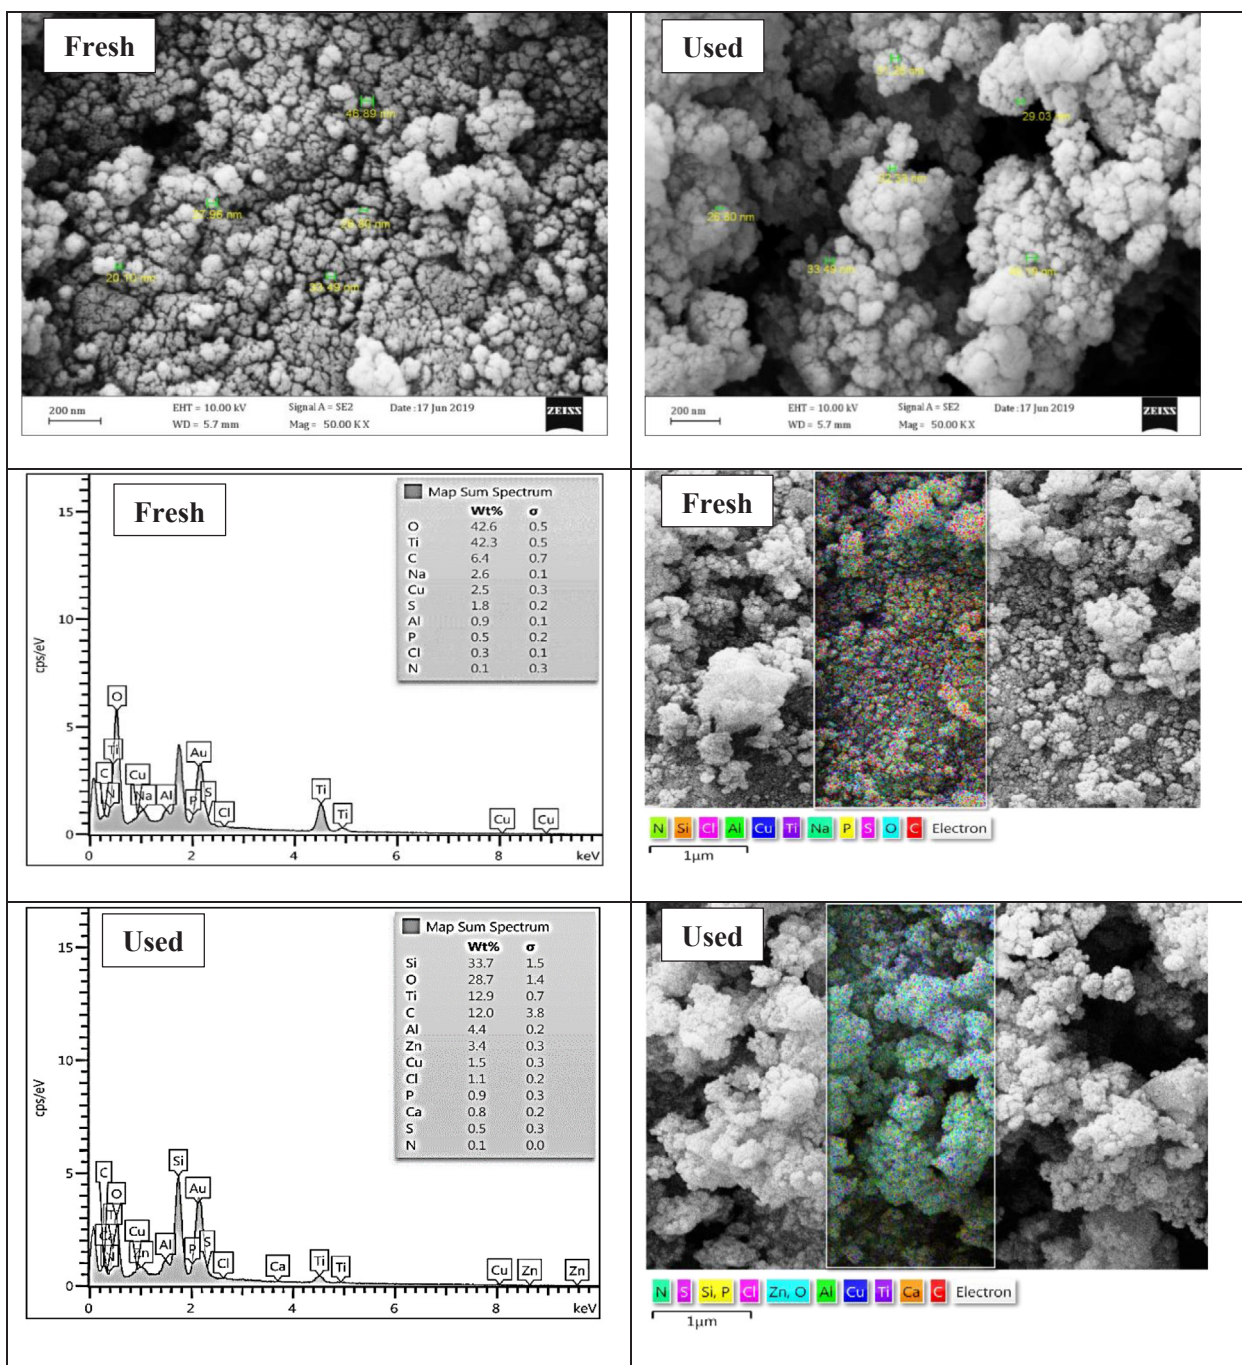 Fresh
46.89 nm
37.96 nm
20.10 nm
33.49 nm
200 nm
EHT = 10.00 kV
Signal A = SE2
Date :17 Jun 2019
WD = 5.7 mm
Mag = 50.00 K X
ZEISS
Used
29.03 nm
26.80 nm
33.49 nm
200 nm
EHT = 10.00 kV
Signal A = SE2
Date :17 Jun 2019
WD = 5.7 mm
Mag = 50.00 K X
ZEISS
Fresh
Map Sum Spectrum
Wt% σ
O 42.6 0.5
Ti 42.3 0.5
C 6.4 0.7
Na 2.6 0.1
Cu 2.5 0.3
S 1.8 0.2
Al 0.9 0.1
P 0.5 0.2
Cl 0.3 0.1
N 0.1 0.3
cps/eV
15
10
5
0
O
Ti
C
N
Cu
Na
Al
P
Au
S
Cl
Ti
Ti
Cu
Cu
0 2 4 6 8 keV
Fresh
N Si Cl Al Cu Ti Na P S O C Electron
1μm
Used
Map Sum Spectrum
Wt% σ
Si 33.7 1.5
O 28.7 1.4
Ti 12.9 0.7
C 12.0 3.8
Al 4.4 0.2
Zn 3.4 0.3
Cu 1.5 0.3
Cl 1.1 0.2
P 0.9 0.3
Ca 0.8 0.2
S 0.5 0.3
N 0.1 0.0
cps/eV
15
10
5
0
C
O
Ti
Ca
N
Cu
Zn
Al
Si
P
Au
S
Cl
Ca
Ti
Ti
Cu
Zn
Zn
0 2 4 6 8 keV
Used
N S Si, P Cl Zn, O Al Cu Ti Ca C Electron
1μm